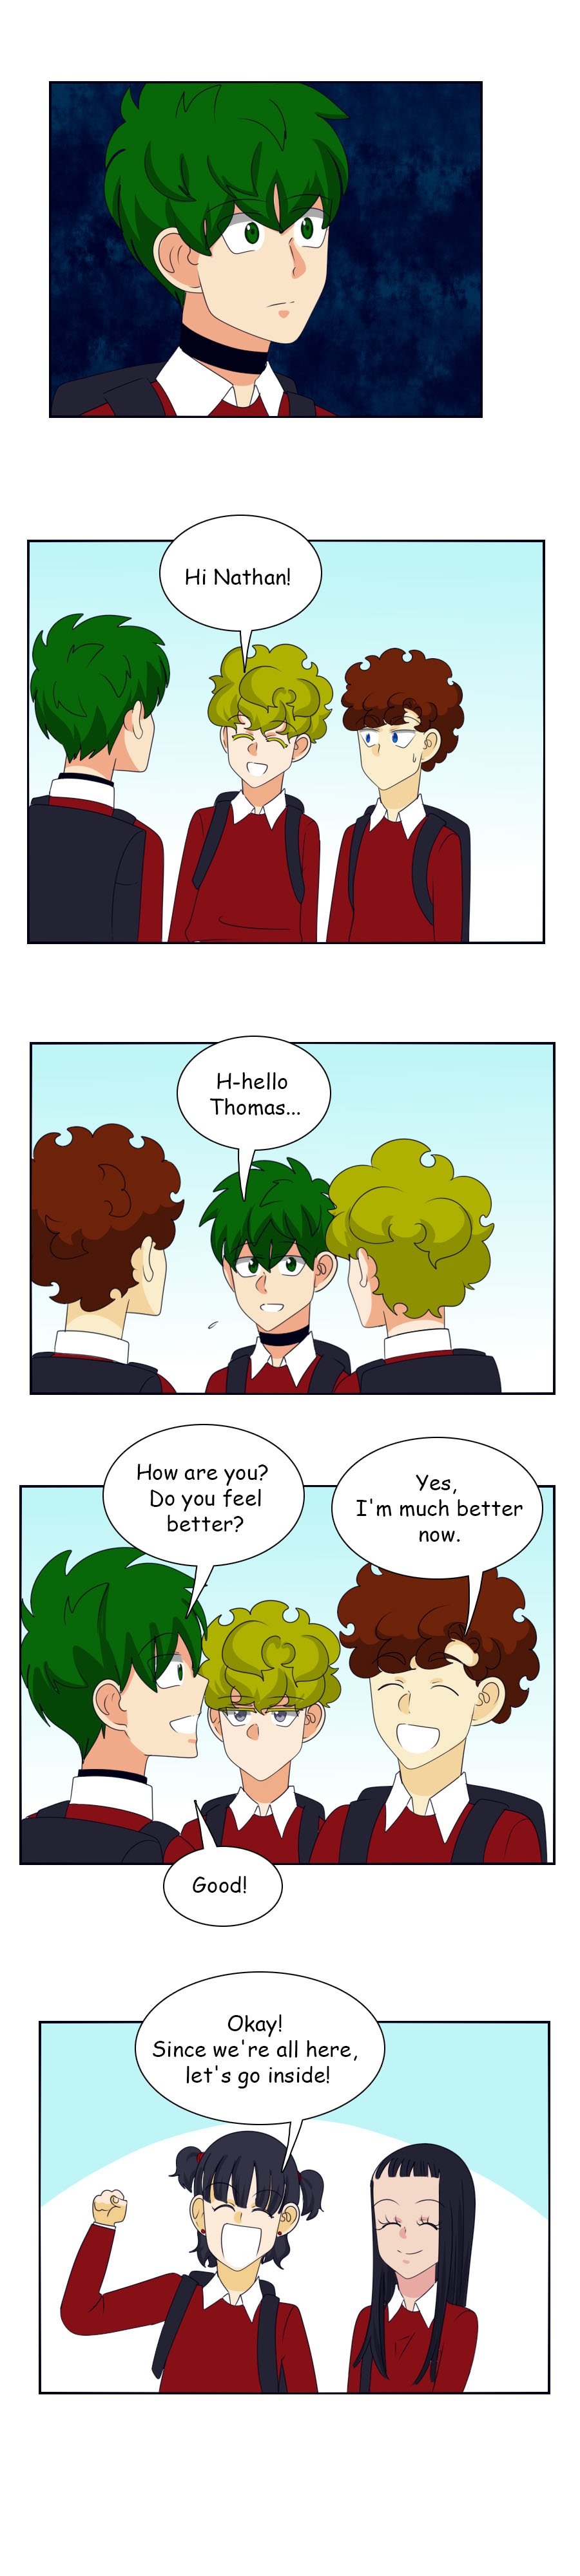 Hi Nathan!
H-hello
Thomas...
How are you?
Do you feel
better?
Yes,
I'm much better
now.
Good!
Okay!
Since we're all here,
let's go inside!